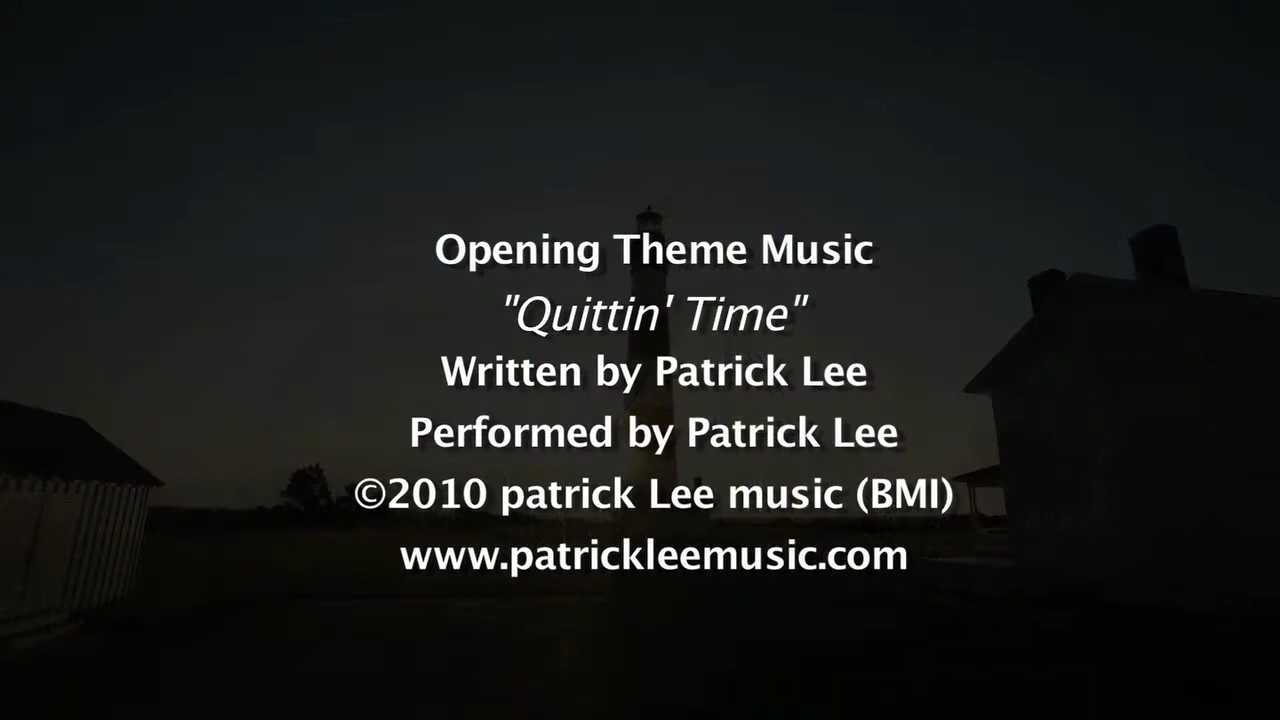 Opening Theme Music
"Quittin' Time"
Written by Patrick Lee
Performed by Patrick Lee
©2010 patrick Lee music (BMI)
www.patrickleemusic.com